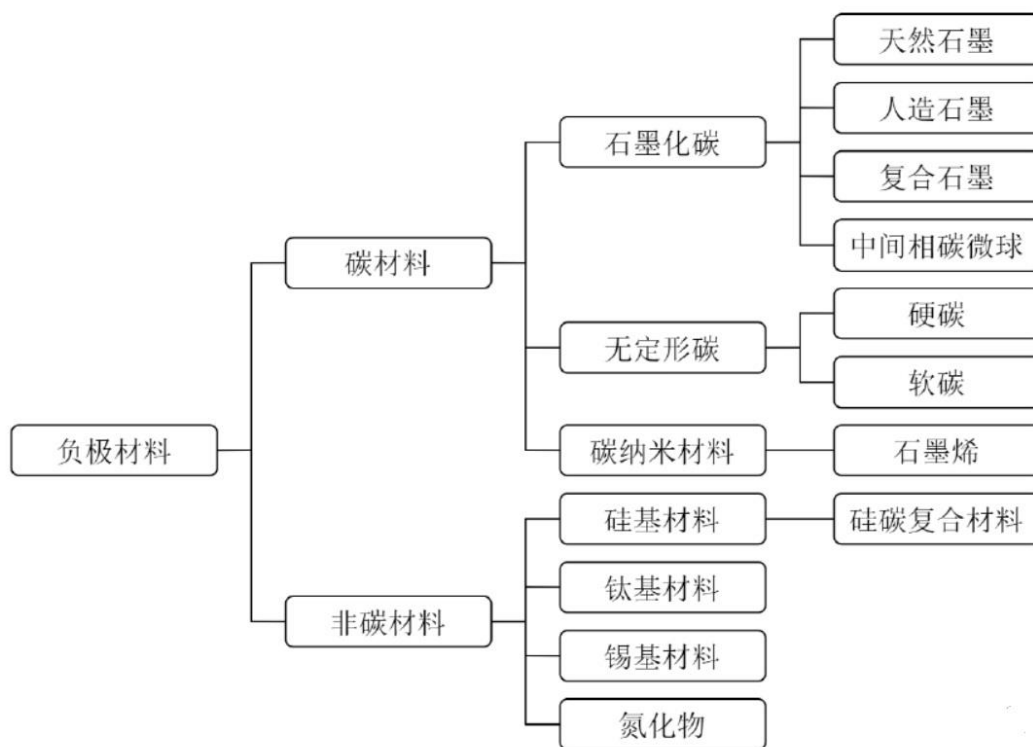 负极材料
碳材料
石墨化碳
天然石墨
人造石墨
复合石墨
中间相碳微球
无定形碳
硬碳
软碳
碳纳米材料
石墨烯
非碳材料
硅基材料
硅碳复合材料
钛基材料
锡基材料
氮化物